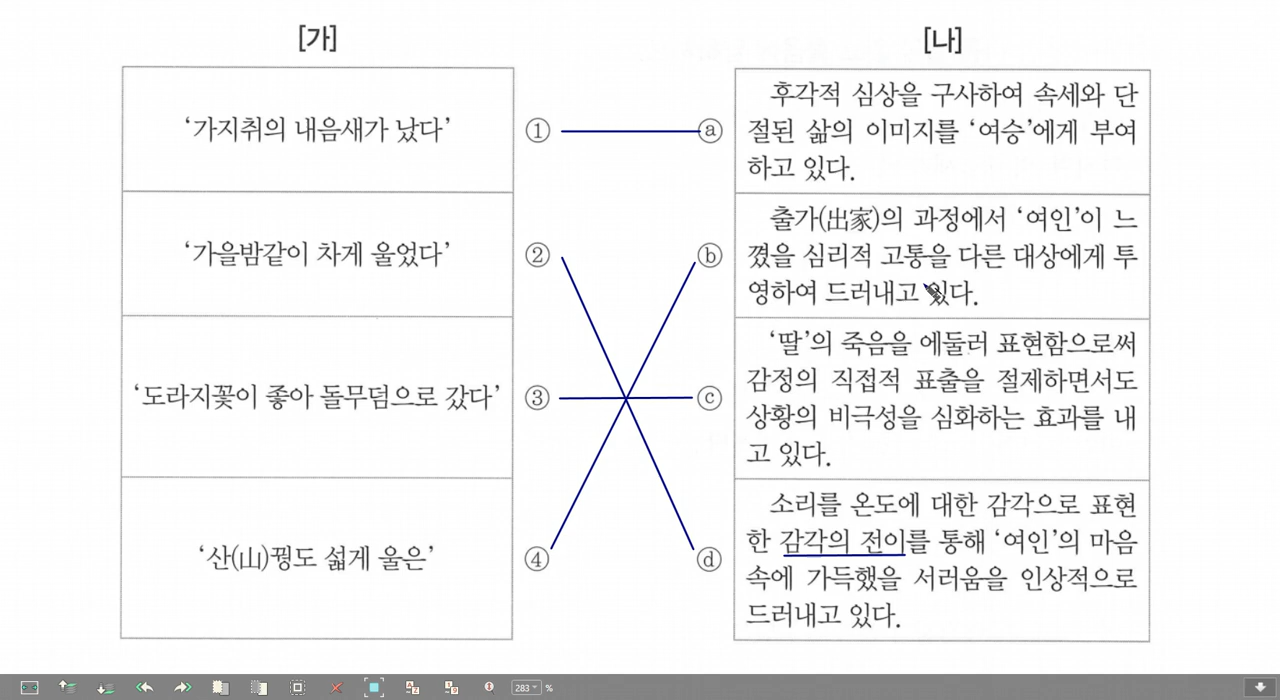 [가]
[나]
‘가지취의 내음새가 났다’
①
ⓐ
후각적 심상을 구사하여 속세와 단
절된 삶의 이미지를 ‘여승’에게 부여
하고 있다.
‘가을밤같이 차게 울었다’
②
ⓑ
출가(出家)의 과정에서 ‘여인’이 느
꼈을 심리적 고통을 다른 대상에게 투
영하여 드러내고 있다.
‘도라지꽃이 좋아 돌무덤으로 갔다’
③
ⓒ
‘딸’의 죽음을 에둘러 표현함으로써
감정의 직접적 표출을 절제하면서도
상황의 비극성을 심화하는 효과를 내
고 있다.
‘산(山)꿩도 섧게 울은’
④
ⓓ
소리를 온도에 대한 감각으로 표현
한 감각의 전이를 통해 ‘여인’의 마음
속에 가득했을 서러움을 인상적으로
드러내고 있다.
283 %